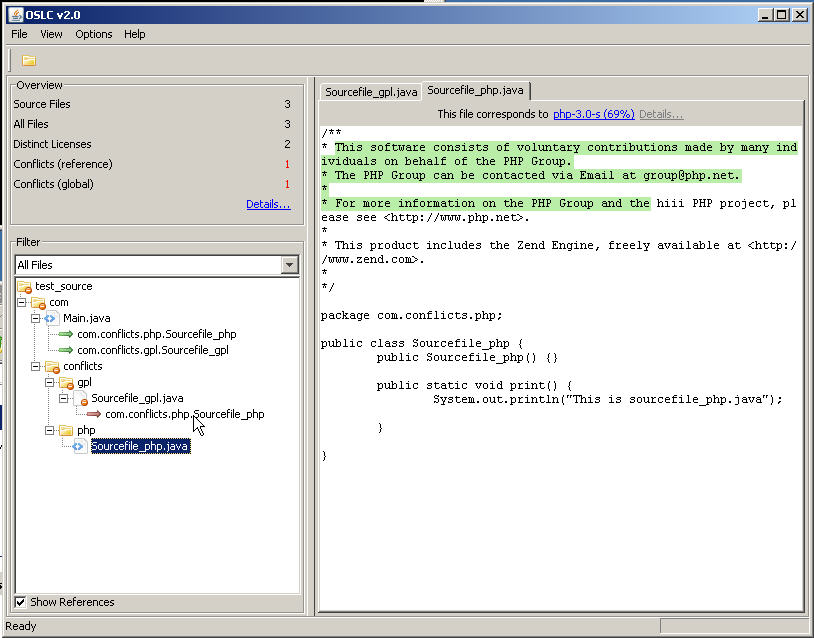 OSLC v2.0
File View Options Help
Overview
Source Files 3
All Files 3
Distinct Licenses 2
Conflicts (reference) 1
Conflicts (global) 1
Details...
Filter
All Files
test_source
com
Main.java
com.conflicts.php.Sourcefile_php
com.conflicts.gpl.Sourcefile_gpl
conflicts
gpl
Sourcefile_gpl.java
com.conflicts.php.Sourcefile_php
php
Sourcefile_php.java
Show References
Sourcefile_gpl.java Sourcefile_php.java
This file corresponds to php-3.0-s (69%) Details...
/**
* This software consists of voluntary contributions made by many ind
ividuals on behalf of the PHP Group.
* The PHP Group can be contacted via Email at group@php.net.
*
* For more information on the PHP Group and the hiii PHP project, pl
ease see <http://www.php.net>.
*
* This product includes the Zend Engine, freely available at <http:/
/www.zend.com>.
*
*/
package com.conflicts.php;
public class Sourcefile_php {
public Sourcefile_php() {}
public static void print() {
System.out.println("This is sourcefile_php.java");
}
}
Ready